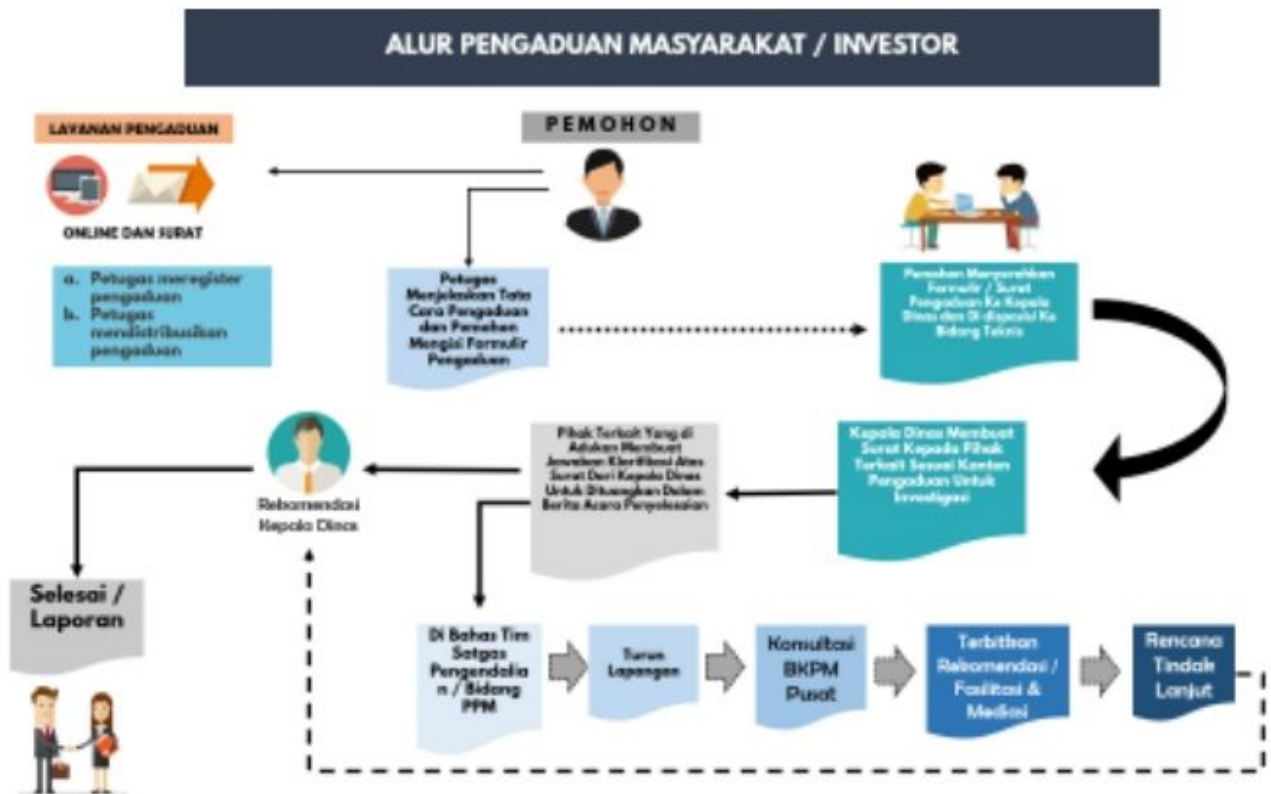 ALUR PENGADUAN MASYARAKAT / INVESTOR
LAYANAN PENGADUAN
PEMOHON
ONLINE DAN SURAT
a. Petugas meregister
pengaduan
b. Petugas
mendistribusikan
pengaduan
Petugas
Menjelaskan Tata
Cara Pengaduan
dan Pemohon
Mengisi Formulir
Pengaduan
Pemohon Menyerahkan
Formulir / Surat
Pengaduan Ke Kepala
Dinas dan Di disposisi Ke
Bidang Teknis
Kepala Dinas Membuat
Surat Kepada Pihak
Terkait Sesuai Konten
Pengaduan Untuk
Investigasi
Pihak Terkait Yang di
Adukan Membuat
Jawaban Klarifikasi Atas
Surat Dari Kepala Dinas
Untuk Dituangkan Dalam
Berita Acara Penyelesaian
Rekomendasi
Kepala Dinas
Selesai /
Laporan
Di Bahas Tim
Satgas
Pengendalia
n / Bidang
PPM
Turun
Lapangan
Konsultasi
BKPM
Pusat
Terbitkan
Rekomendasi /
Fasilitasi &
Mediasi
Rencana
Tindak
Lanjut